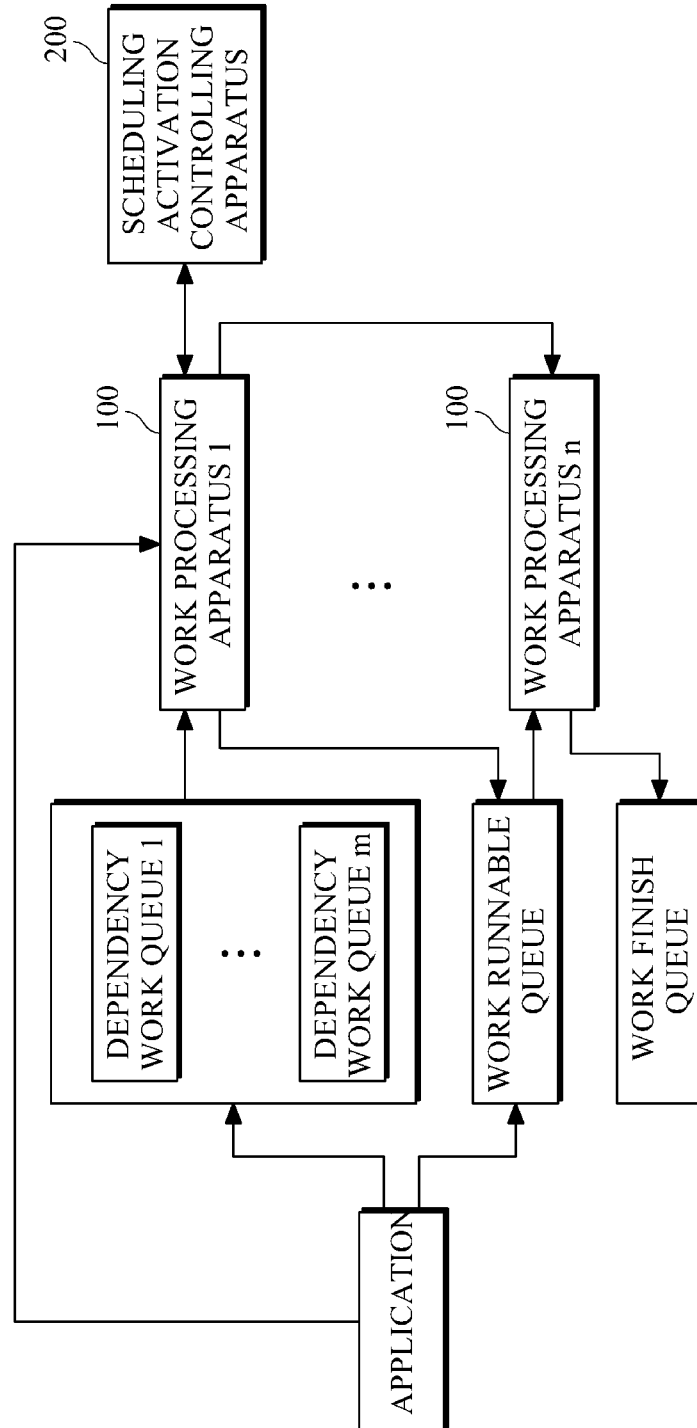 APPLICATION
DEPENDENCY
WORK QUEUE 1
...
DEPENDENCY
WORK QUEUE m
WORK RUNNABLE
QUEUE
WORK FINISH
QUEUE
100
WORK PROCESSING
APPARATUS 1
...
100
WORK PROCESSING
APPARATUS n
200
SCHEDULING
ACTIVATION
CONTROLLING
APPARATUS